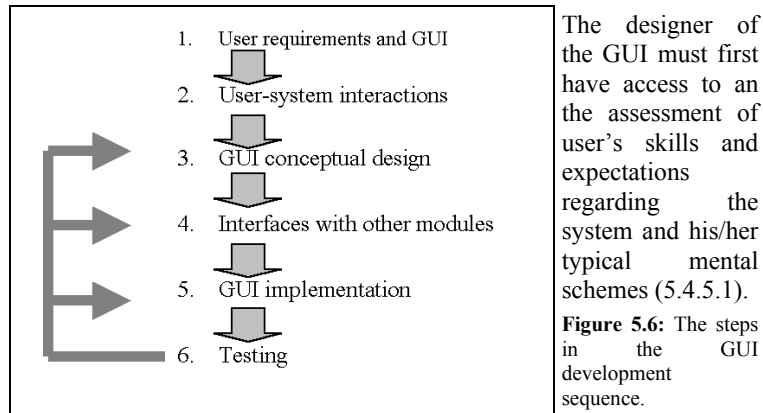 1. User requirements and GUI
2. User-system interactions
3. GUI conceptual design
4. Interfaces with other modules
5. GUI implementation
6. Testing
The designer of
the GUI must first
have access to an
the assessment of
user's skills and
expectations
regarding the
system and his/her
typical mental
schemes (5.4.5.1).
Figure 5.6: The steps
in the GUI
development
sequence.